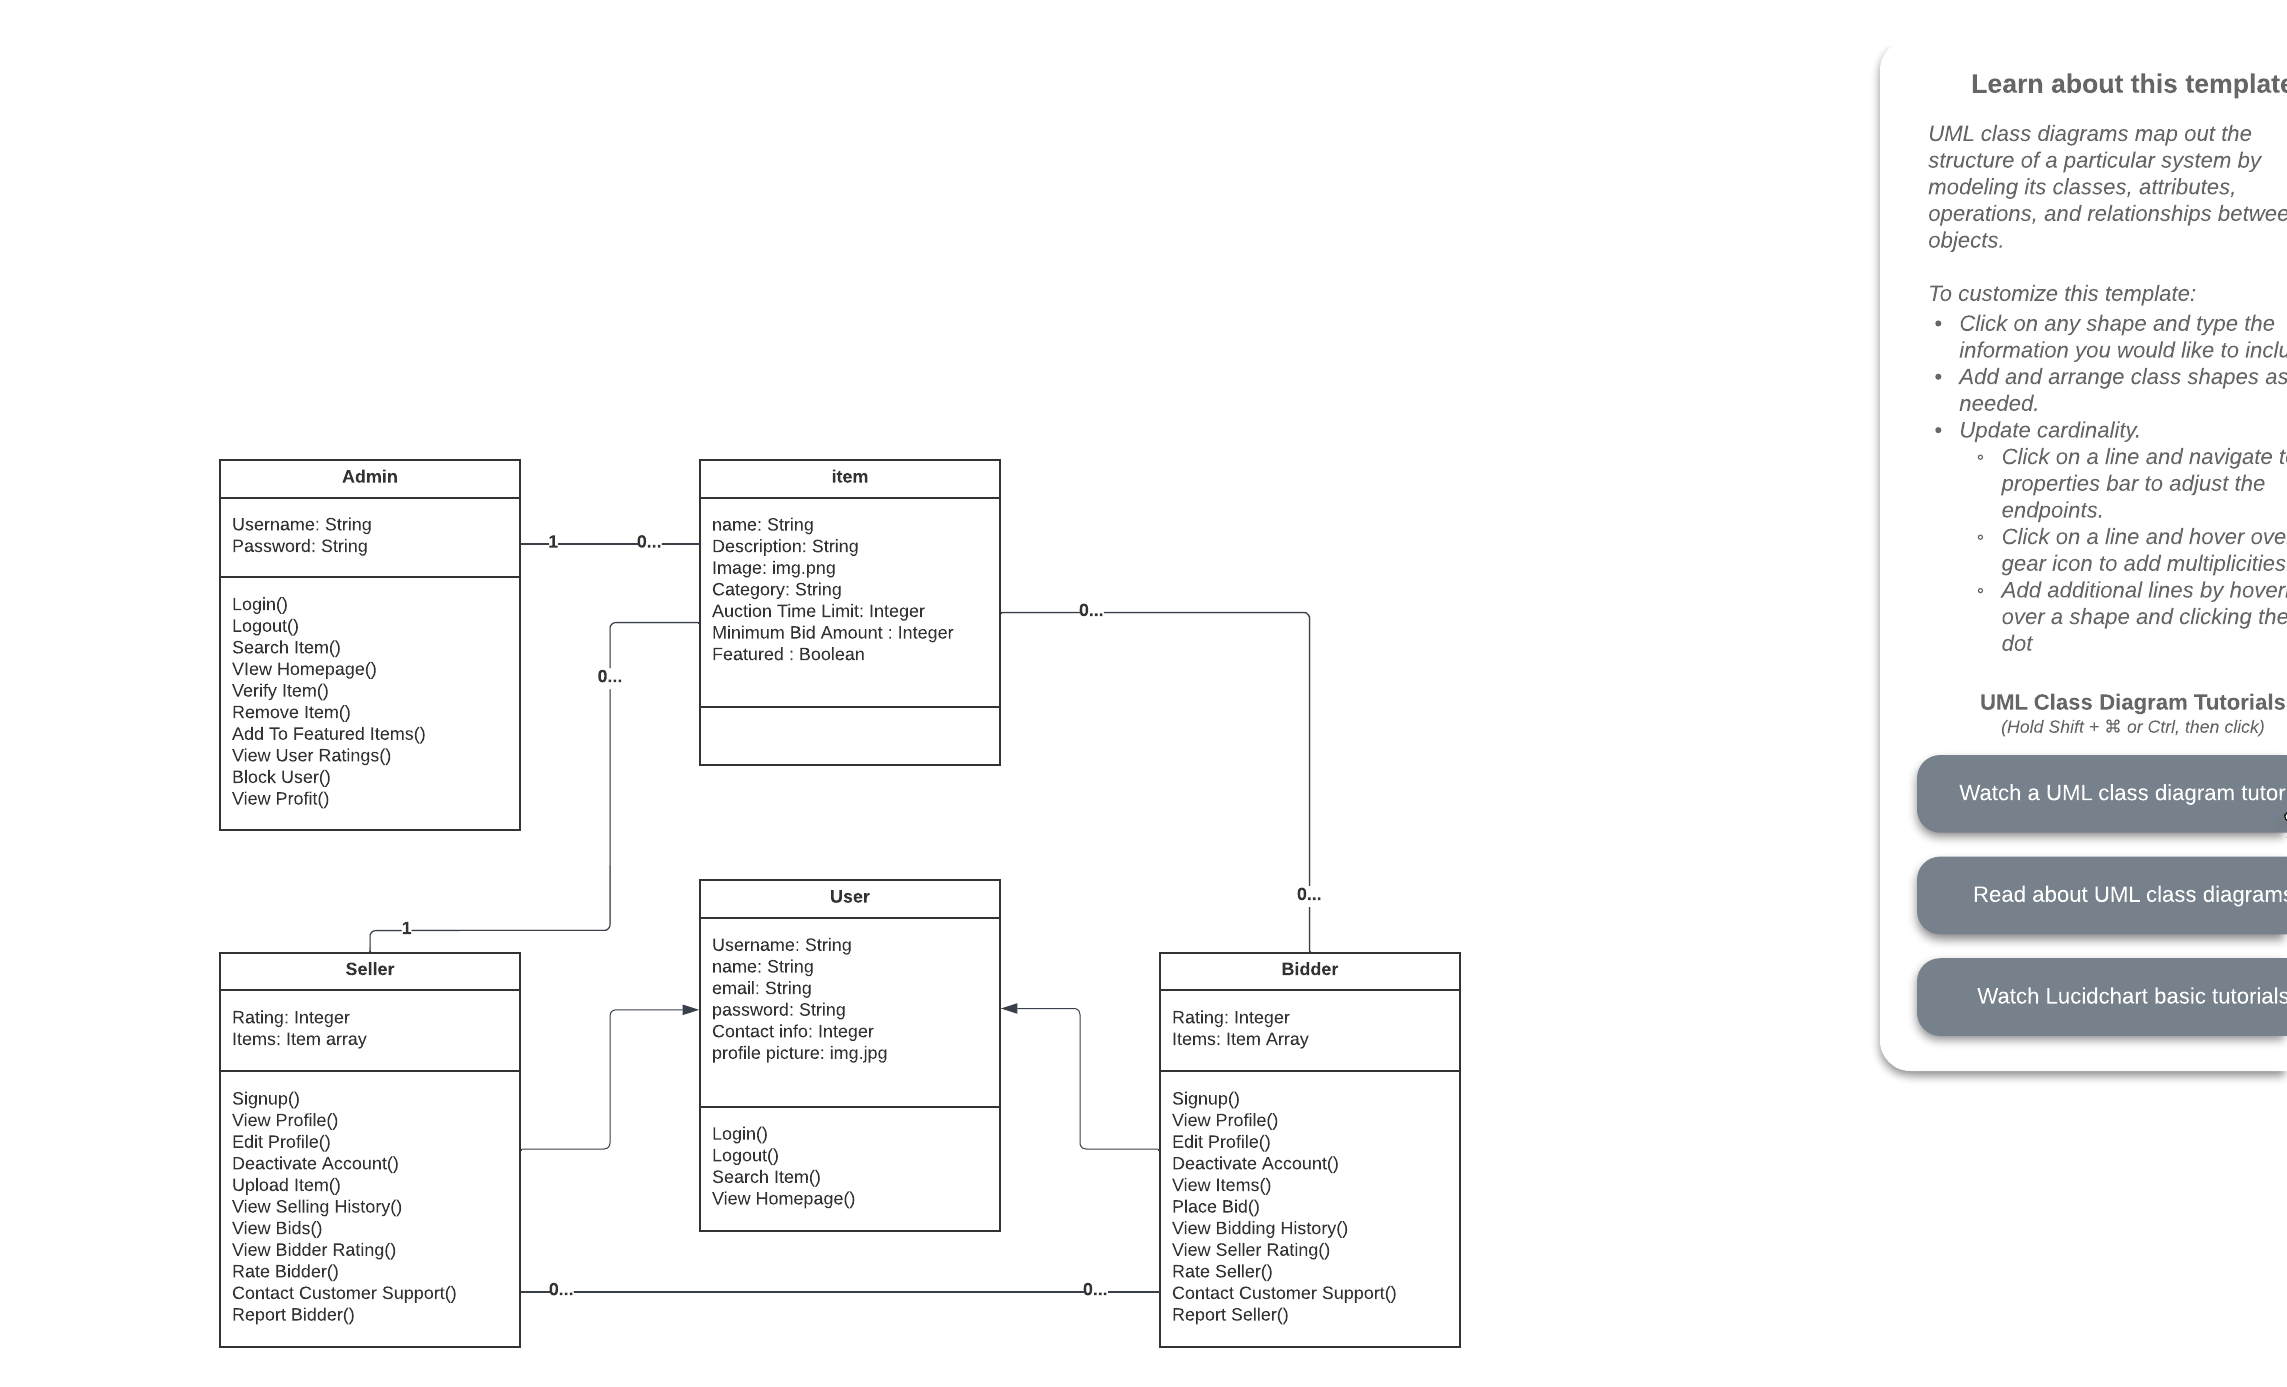 Admin
Username: String
Password: String
Login()
Logout()
Search Item()
VIew Homepage()
Verify Item()
Remove Item()
Add To Featured Items()
View User Ratings()
Block User()
View Profit()
1
0...
item
name: String
Description: String
Image: img.png
Category: String
Auction Time Limit: Integer
Minimum Bid Amount : Integer
Featured : Boolean
0...
0...
0...
1
User
Username: String
name: String
email: String
password: String
Contact info: Integer
profile picture: img.jpg
Login()
Logout()
Search Item()
View Homepage()
Seller
Rating: Integer
Items: Item array
Signup()
View Profile()
Edit Profile()
Deactivate Account()
Upload Item()
View Selling History()
View Bids()
View Bidder Rating()
Rate Bidder()
Contact Customer Support()
Report Bidder()
0...
0...
Bidder
Rating: Integer
Items: Item Array
Signup()
View Profile()
Edit Profile()
Deactivate Account()
View Items()
Place Bid()
View Bidding History()
View Seller Rating()
Rate Seller()
Contact Customer Support()
Report Seller()
Learn about this template
UML class diagrams map out the
structure of a particular system by
modeling its classes, attributes,
operations, and relationships betwee
objects.
To customize this template:
• Click on any shape and type the
information you would like to inclu
• Add and arrange class shapes as
needed.
• Update cardinality.
◦ Click on a line and navigate t
properties bar to adjust the
endpoints.
◦ Click on a line and hover ove
gear icon to add multiplicities
◦ Add additional lines by hover
over a shape and clicking the
dot
UML Class Diagram Tutorials
(Hold Shift + ⌘ or Ctrl, then click)
Watch a UML class diagram tutor
Read about UML class diagrams
Watch Lucidchart basic tutorials